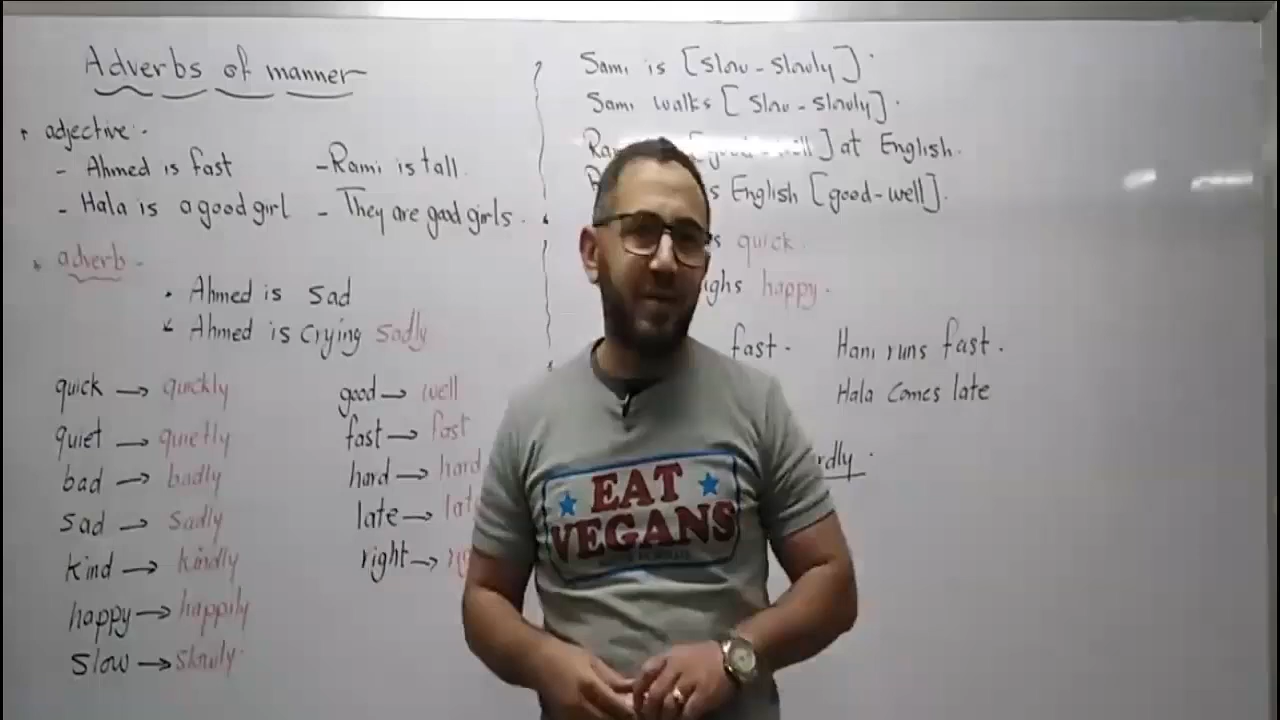 Adverbs of manner
adjective:-
- Ahmed is fast
- Rami is tall.
- Hala is a good girl
- They are good girls.
adverb -
Ahmed is sad
Ahmed is crying sadly
quick → quickly
quiet → quietly
bad → badly
sad → sadly
kind → kindly
happy → happily
slow → slowly
good → well
fast → fast
hard → hard
late →
right →
Sami is [slow - slowly].
Sami walks [slow - slowly].
] at English.
English [good-well].
quick.
happy.
fast.
Hani runs fast.
Hala comes late
EAT
VEGANS